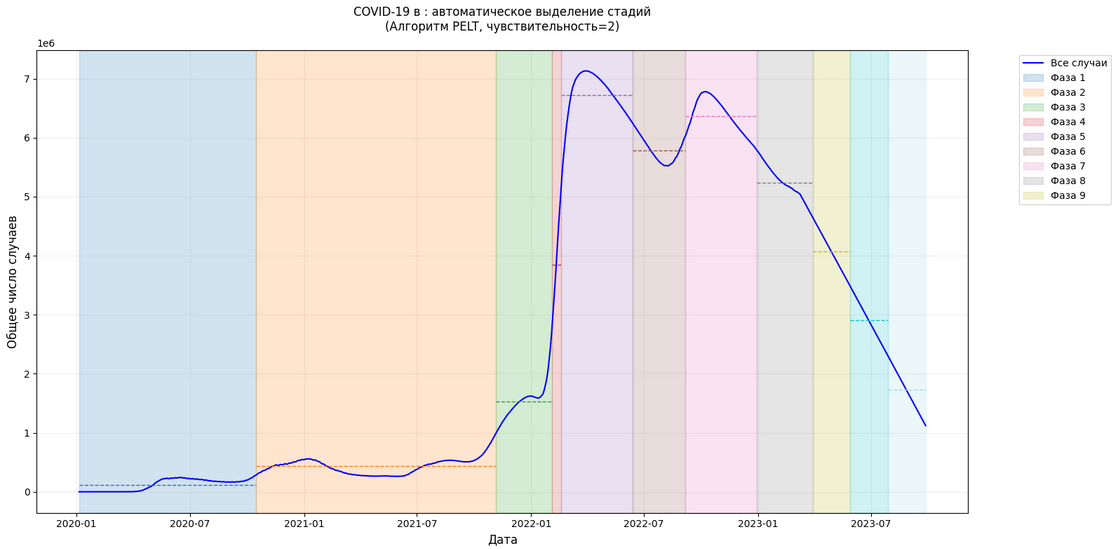 COVID-19 в : автоматическое выделение стадий
(Алгоритм PELT, чувствительность=2)
1e6
Общее число случаев
7
6
5
4
3
2
1
0
2020-01
2020-07
2021-01
2021-07
2022-01
2022-07
2023-01
2023-07
Дата
Все случаи
Фаза 1
Фаза 2
Фаза 3
Фаза 4
Фаза 5
Фаза 6
Фаза 7
Фаза 8
Фаза 9